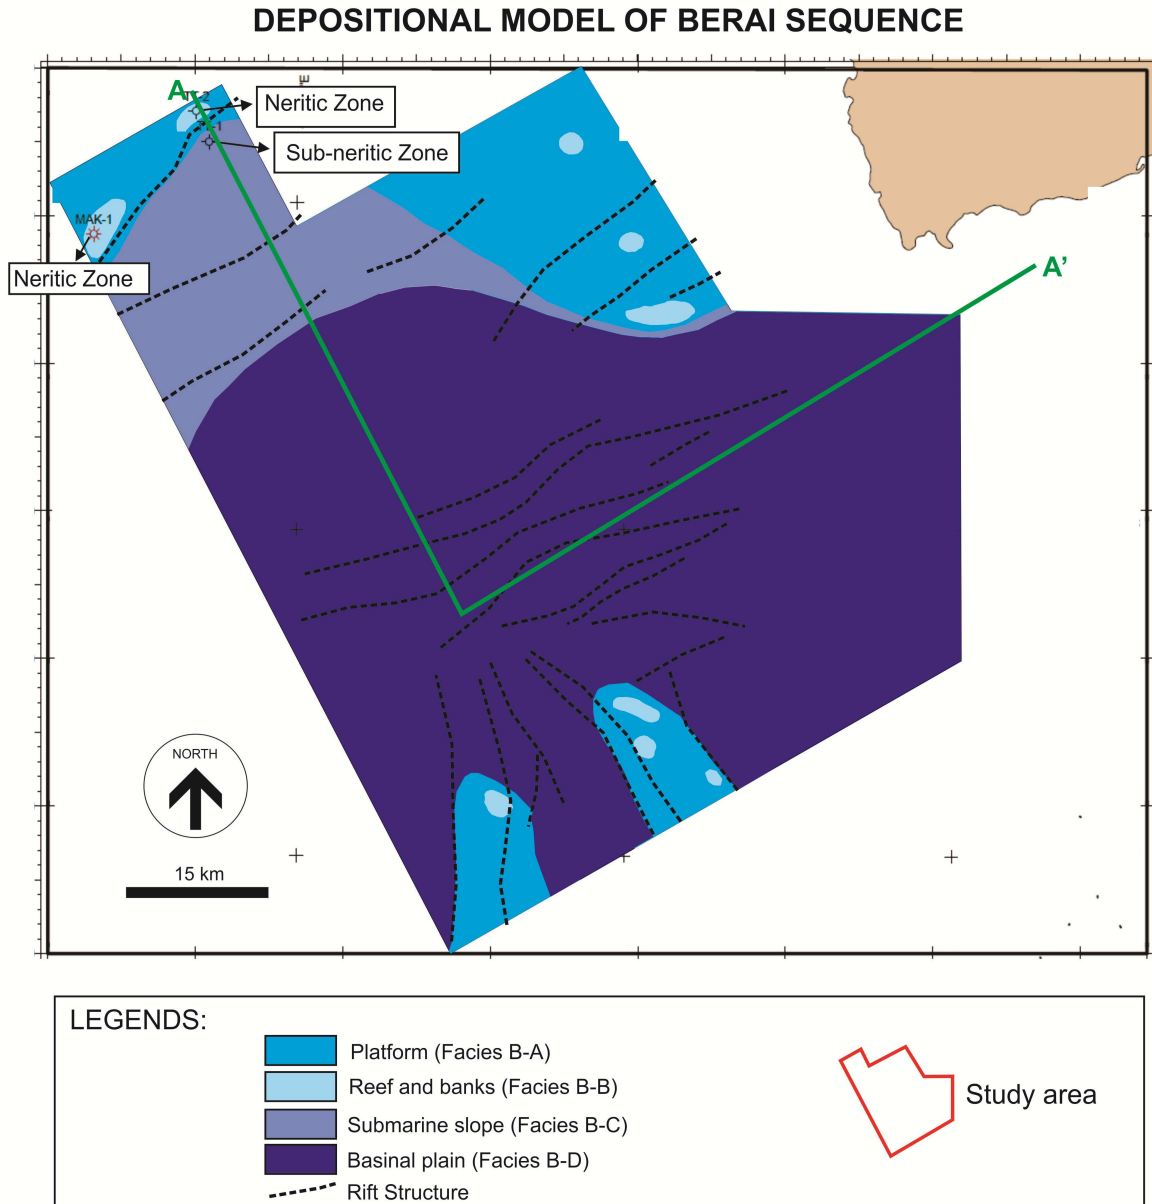 DEPOSITIONAL MODEL OF BERAI SEQUENCE
A
Neritic Zone
Sub-neritic Zone
MAK-1
Neritic Zone
A'
NORTH
15 km
LEGENDS:
Platform (Facies B-A)
Reef and banks (Facies B-B)
Submarine slope (Facies B-C)
Basinal plain (Facies B-D)
Rift Structure
Study area